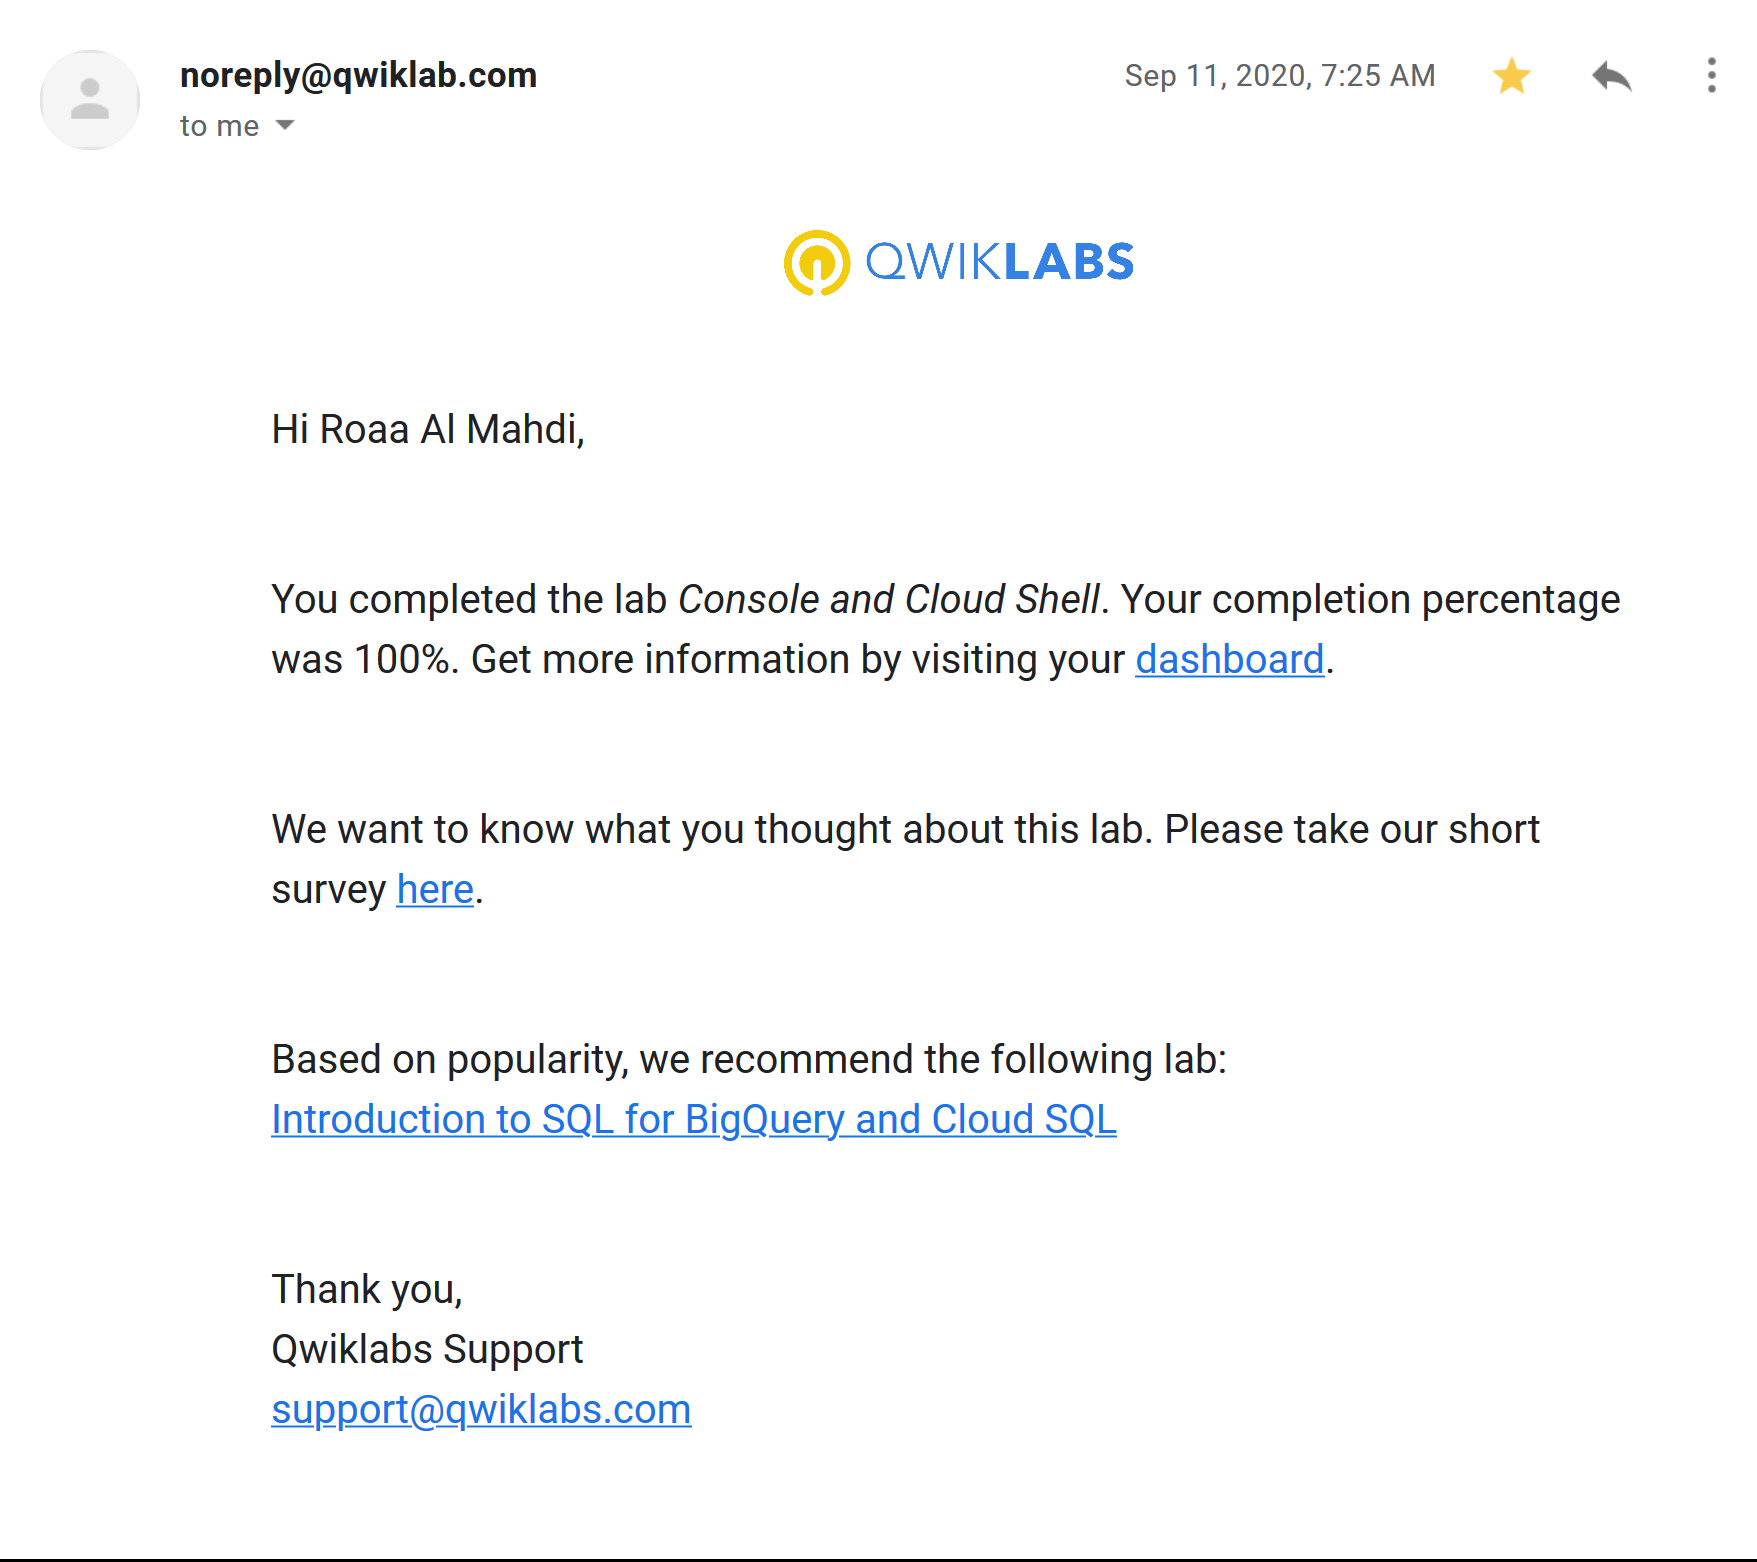 noreply@qwiklab.com
Sep 11, 2020, 7:25 AM
to me
QWIKLABS
Hi Roaa Al Mahdi,
You completed the lab Console and Cloud Shell. Your completion percentage
was 100%. Get more information by visiting your dashboard.
We want to know what you thought about this lab. Please take our short
survey here.
Based on popularity, we recommend the following lab:
Introduction to SQL for BigQuery and Cloud SQL
Thank you,
Qwiklabs Support
support@qwiklabs.com